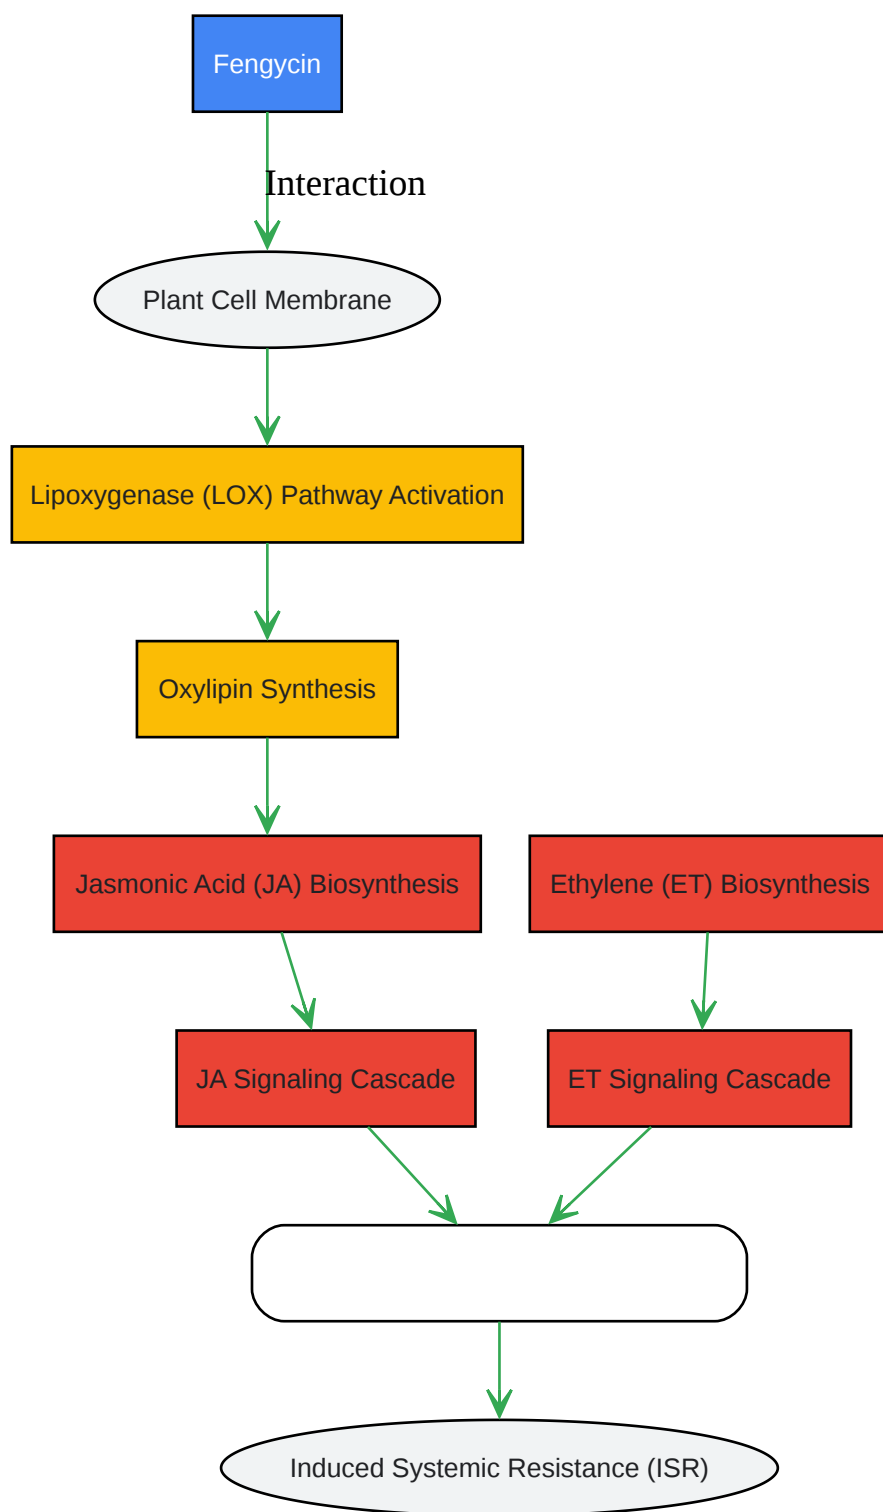 Fengycin
Interaction
Plant Cell Membrane
Lipoxygenase (LOX) Pathway Activation
Oxylipin Synthesis
Jasmonic Acid (JA) Biosynthesis
Ethylene (ET) Biosynthesis
JA Signaling Cascade
ET Signaling Cascade
Induced Systemic Resistance (ISR)